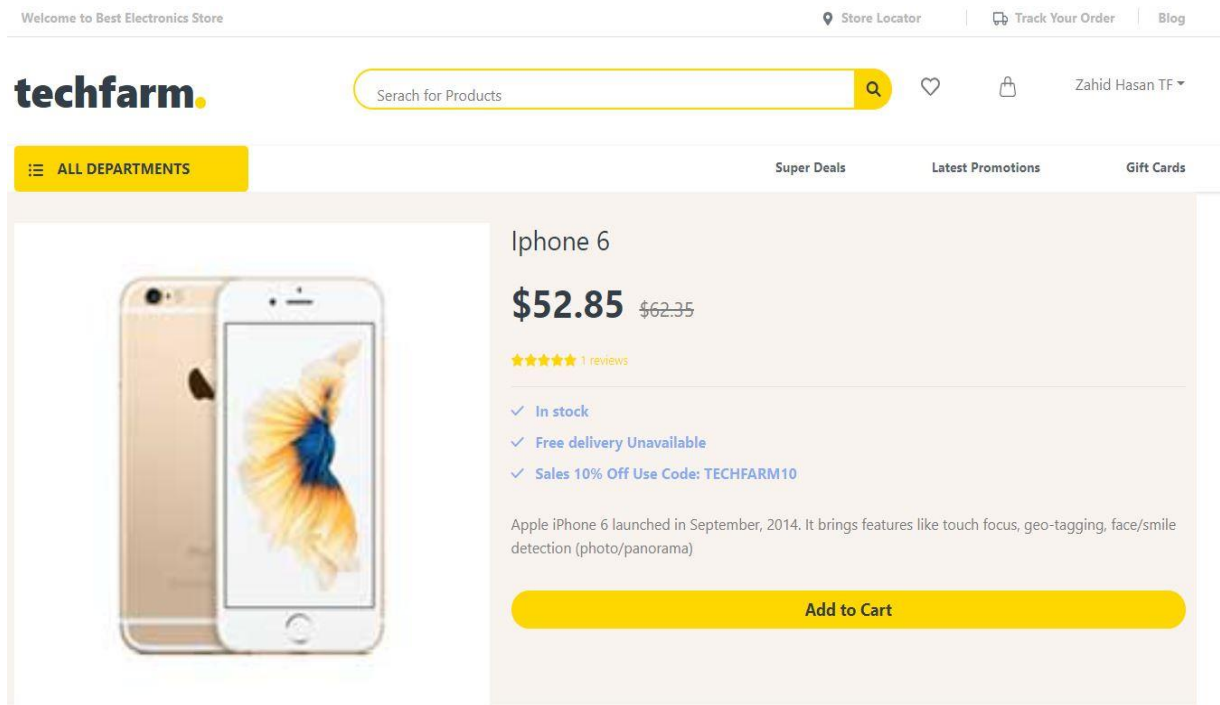 Welcome to Best Electronics Store
Store Locator
Track Your Order
Blog
techfarm.
Serach for Products
Zahid Hasan TF
ALL DEPARTMENTS
Super Deals
Latest Promotions
Gift Cards
Iphone 6
$52.85 $62.35
1 reviews
In stock
Free delivery Unavailable
Sales 10% Off Use Code: TECHFARM10
Apple iPhone 6 launched in September, 2014. It brings features like touch focus, geo-tagging, face/smile
detection (photo/panorama)
Add to Cart